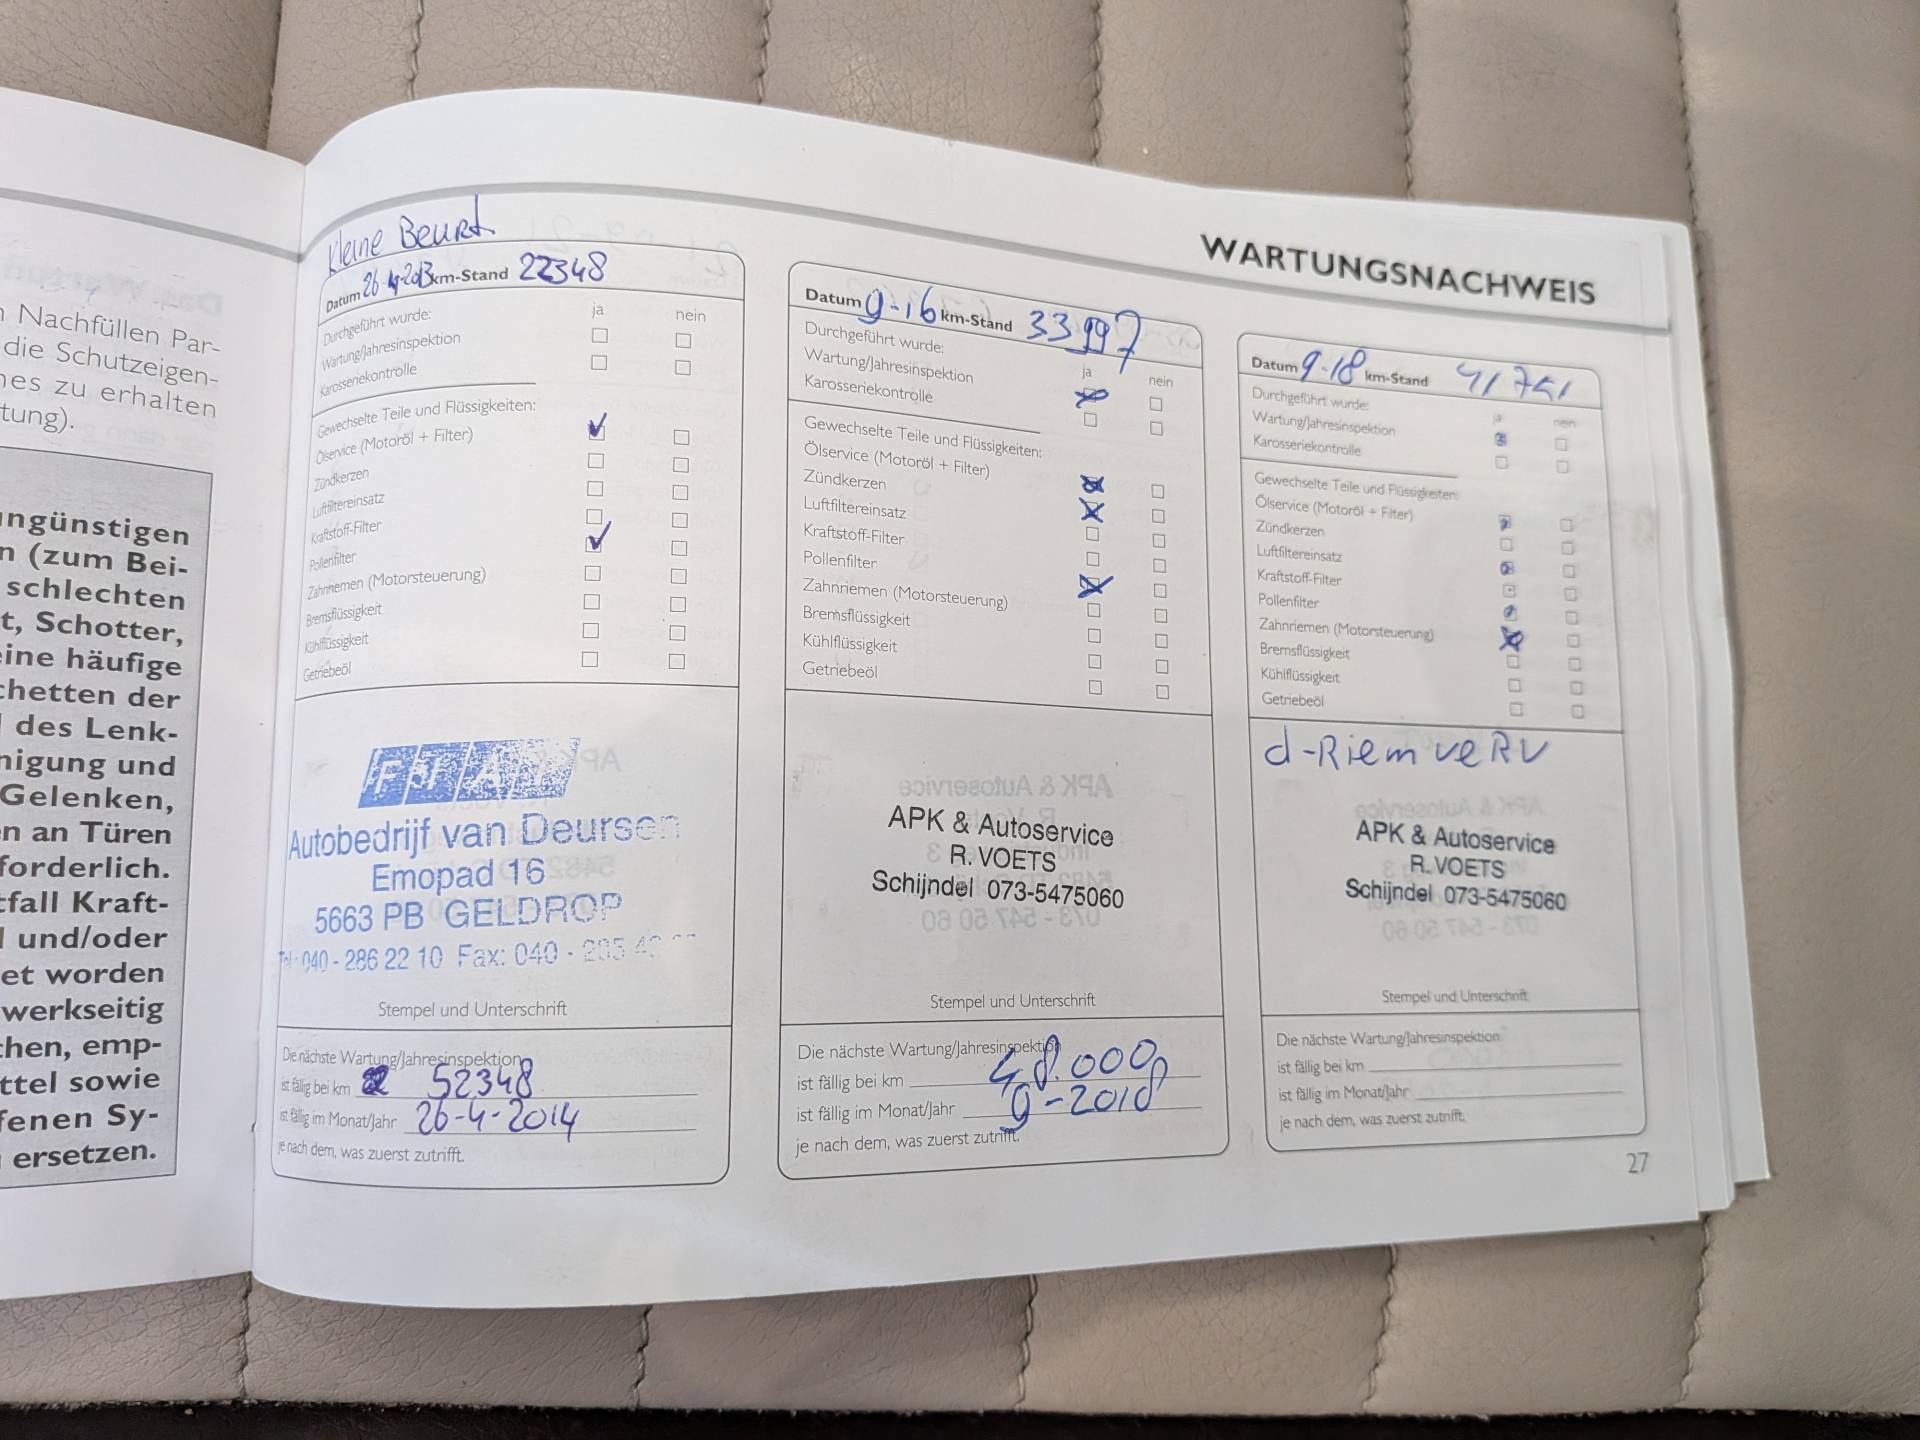 n Nachfüllen Par-
die Schutzeigen-
nes zu erhalten
tung).
ngünstigen
n (zum Bei-
schlechten
t, Schotter,
eine häufige
chetten der
des Lenk-
nigung und
Gelenken,
n an Türen
forderlich.
tfall Kraft-
und/oder
et worden
werkseitig
chen, emp-
ttel sowie
fenen Sy-
ersetzen.
WARTUNGSNACHWEIS
Kleine Beurt
Datum 26-4-2013 km-Stand 22348
Durchgeführt wurde: ja nein
Wartung/Jahresinspektion
Karosseriekontrolle
Gewechselte Teile und Flüssigkeiten:
Ölservice (Motoröl + Filter)
Zündkerzen
Luftfiltereinsatz
Kraftstoff-Filter
Pollenfilter
Zahnriemen (Motorsteuerung)
Bremsflüssigkeit
Kühlflüssigkeit
Getriebeöl
FIAT
Autobedrijf van Deursen
Emopad 16
5663 PB GELDROP
Tel.: 040 - 286 22 10 Fax: 040 -
Stempel und Unterschrift
Die nächste Wartung/Jahresinspektion
ist fällig bei km 52348
ist fällig im Monat/Jahr 26-4-2014
je nach dem, was zuerst zutrifft.
Datum 9-16 km-Stand 33997
Durchgeführt wurde: ja nein
Wartung/Jahresinspektion
Karosseriekontrolle
Gewechselte Teile und Flüssigkeiten:
Ölservice (Motoröl + Filter)
Zündkerzen
Luftfiltereinsatz
Kraftstoff-Filter
Pollenfilter
Zahnriemen (Motorsteuerung)
Bremsflüssigkeit
Kühlflüssigkeit
Getriebeöl
APK & Autoservice
R. VOETS
Schijndel 073-5475060
Stempel und Unterschrift
Die nächste Wartung/Jahresinspektion
ist fällig bei km 48.000
ist fällig im Monat/Jahr 9-2018
je nach dem, was zuerst zutrifft.
Datum 9-18 km-Stand 41751
Durchgeführt wurde: ja nein
Wartung/Jahresinspektion
Karosseriekontrolle
Gewechselte Teile und Flüssigkeiten:
Ölservice (Motoröl + Filter)
Zündkerzen
Luftfiltereinsatz
Kraftstoff-Filter
Pollenfilter
Zahnriemen (Motorsteuerung)
Bremsflüssigkeit
Kühlflüssigkeit
Getriebeöl
d-Riem verv
APK & Autoservice
R. VOETS
Schijndel 073-5475060
Stempel und Unterschrift
Die nächste Wartung/Jahresinspektion
ist fällig bei km
ist fällig im Monat/Jahr
je nach dem, was zuerst zutrifft.
27